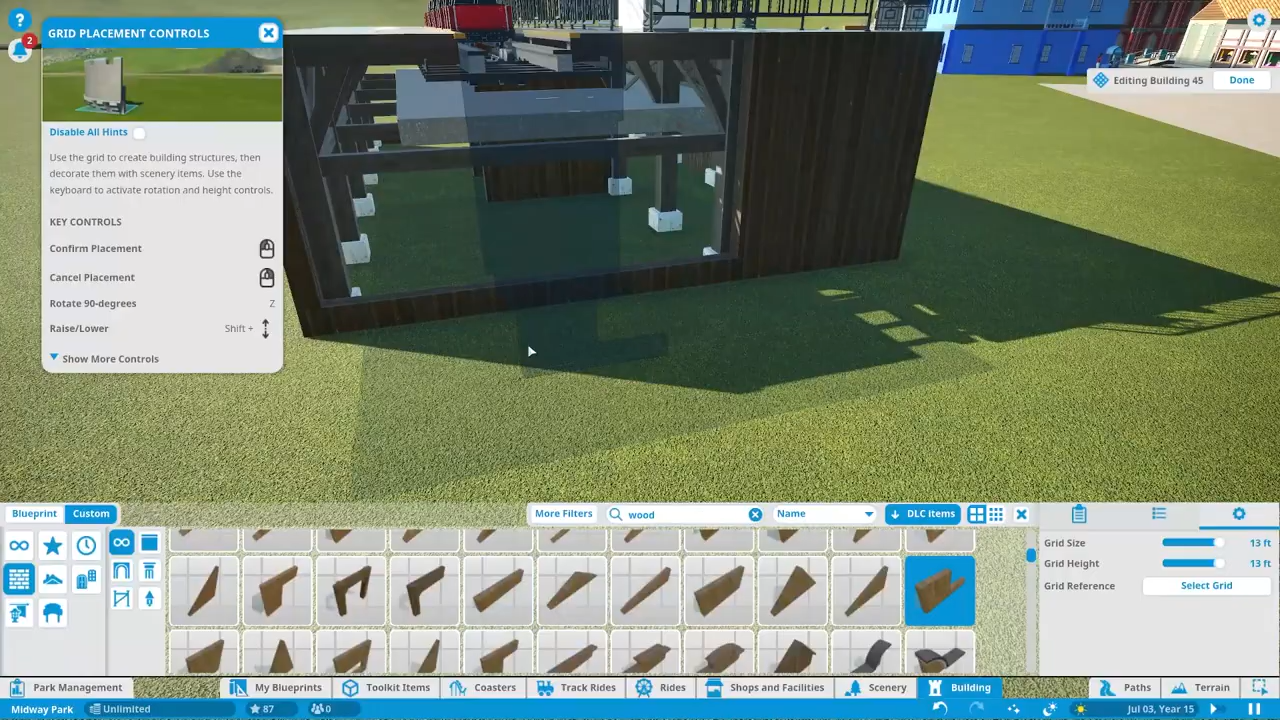 ?
2
GRID PLACEMENT CONTROLS
Disable All Hints
Use the grid to create building structures, then
decorate them with scenery items. Use the
keyboard to activate rotation and height controls.
KEY CONTROLS
Confirm Placement
Cancel Placement
Rotate 90-degrees Z
Raise/Lower Shift +
Show More Controls
Editing Building 45 Done
Blueprint Custom More Filters wood Name DLC items
Grid Size 13 ft
Grid Height 13 ft
Grid Reference Select Grid
Park Management My Blueprints Toolkit Items Coasters Track Rides Rides Shops and Facilities Scenery Building Paths Terrain
Midway Park Unlimited 87 0 Jul 03, Year 15